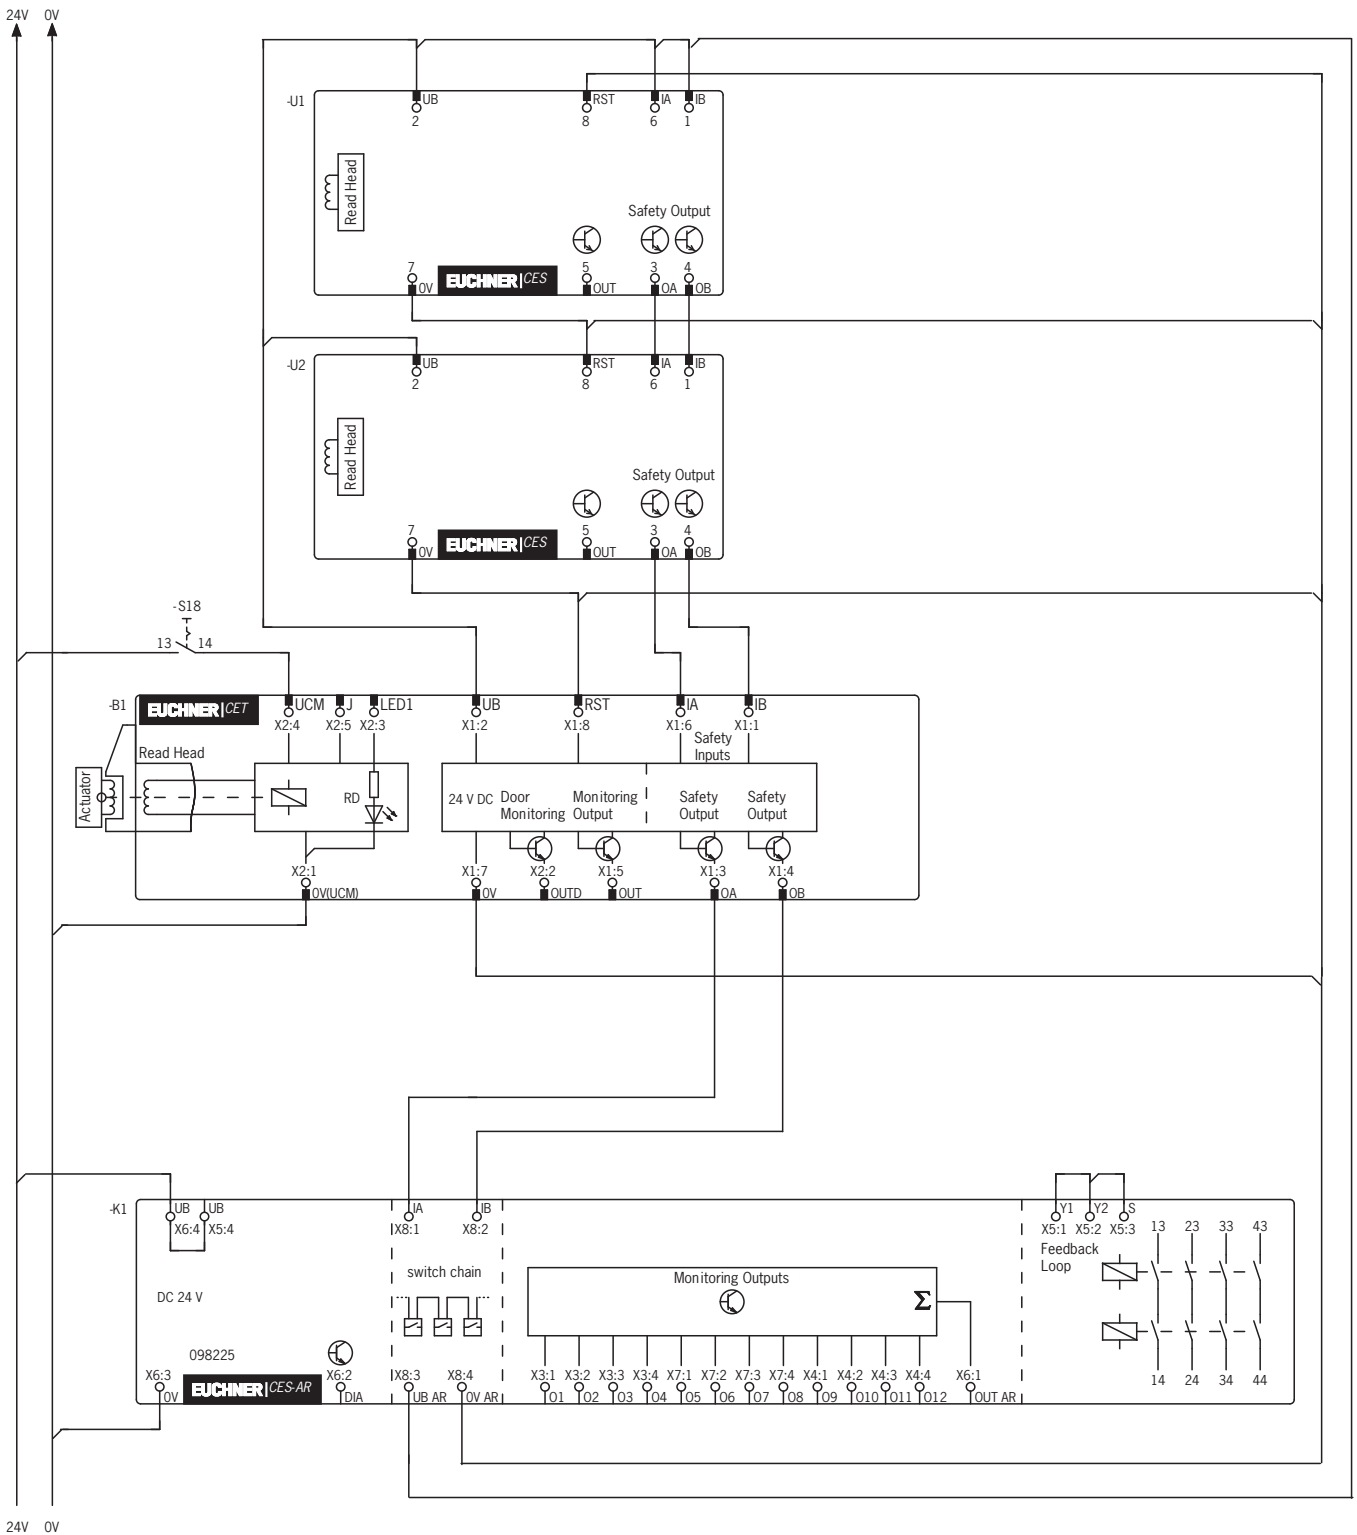 24V 0V
-U1
UB RST IA IB
2 8 6 1
Read Head
Safety Output
7 5 3 4
0V EUCHNER CES OUT OA OB
-U2
UB RST IA IB
2 8 6 1
Read Head
Safety Output
7 5 3 4
0V EUCHNER CES OUT OA OB
-S18
13 14
-B1
EUCHNER CET UCM J LED1 UB RST IA IB
X2:4 X2:5 X2:3 X1:2 X1:8 X1:6 X1:1
Safety
Inputs
Read Head
Actuator
RD
24 V DC
Door
Monitoring
Monitoring
Output
Safety
Output
Safety
Output
X2:1 X1:7 X2:2 X1:5 X1:3 X1:4
0V(UCM) 0V OUTD OUT OA OB
-K1
UB UB IA IB Y1 Y2 S
X6:4 X5:4 X8:1 X8:2 X5:1 X5:2 X5:3
13 23 33 43
Feedback
Loop
switch chain
Monitoring Outputs
Σ
DC 24 V
098225
X6:3 X6:2 X8:3 X8:4 X3:1 X3:2 X3:3 X3:4 X7:1 X7:2 X7:3 X7:4 X4:1 X4:2 X4:3 X4:4 X6:1
14 24 34 44
0V EUCHNER CES-AR DIA UB AR 0V AR O1 O2 O3 O4 O5 O6 O7 O8 O9 O10 O11 O12 OUT AR
24V 0V